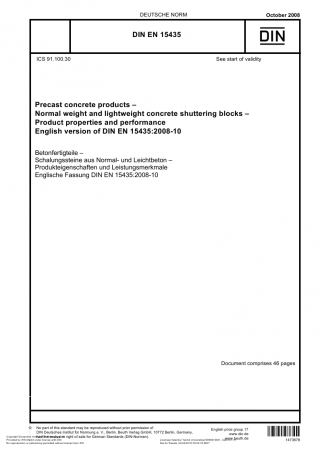 DEUTSCHE NORM
October 2008
DIN EN 15435
DIN
ICS 91.100.30
See start of validity
Precast concrete products –
Normal weight and lightweight concrete shuttering blocks –
Product properties and performance
English version of DIN EN 15435:2008-10
Betonfertigteile –
Schalungssteine aus Normal- und Leichtbeton –
Produkteigenschaften und Leistungsmerkmale
Englische Fassung DIN EN 15435:2008-10
Document comprises 46 pages
No part of this standard may be reproduced without prior permission of
DIN Deutsches Institut für Normung e. V., Berlin. Beuth Verlag GmbH, 10772 Berlin, Germany,
right of sale for German Standards (DIN-Normen).
English price group 17
www.din.de
www.beuth.de